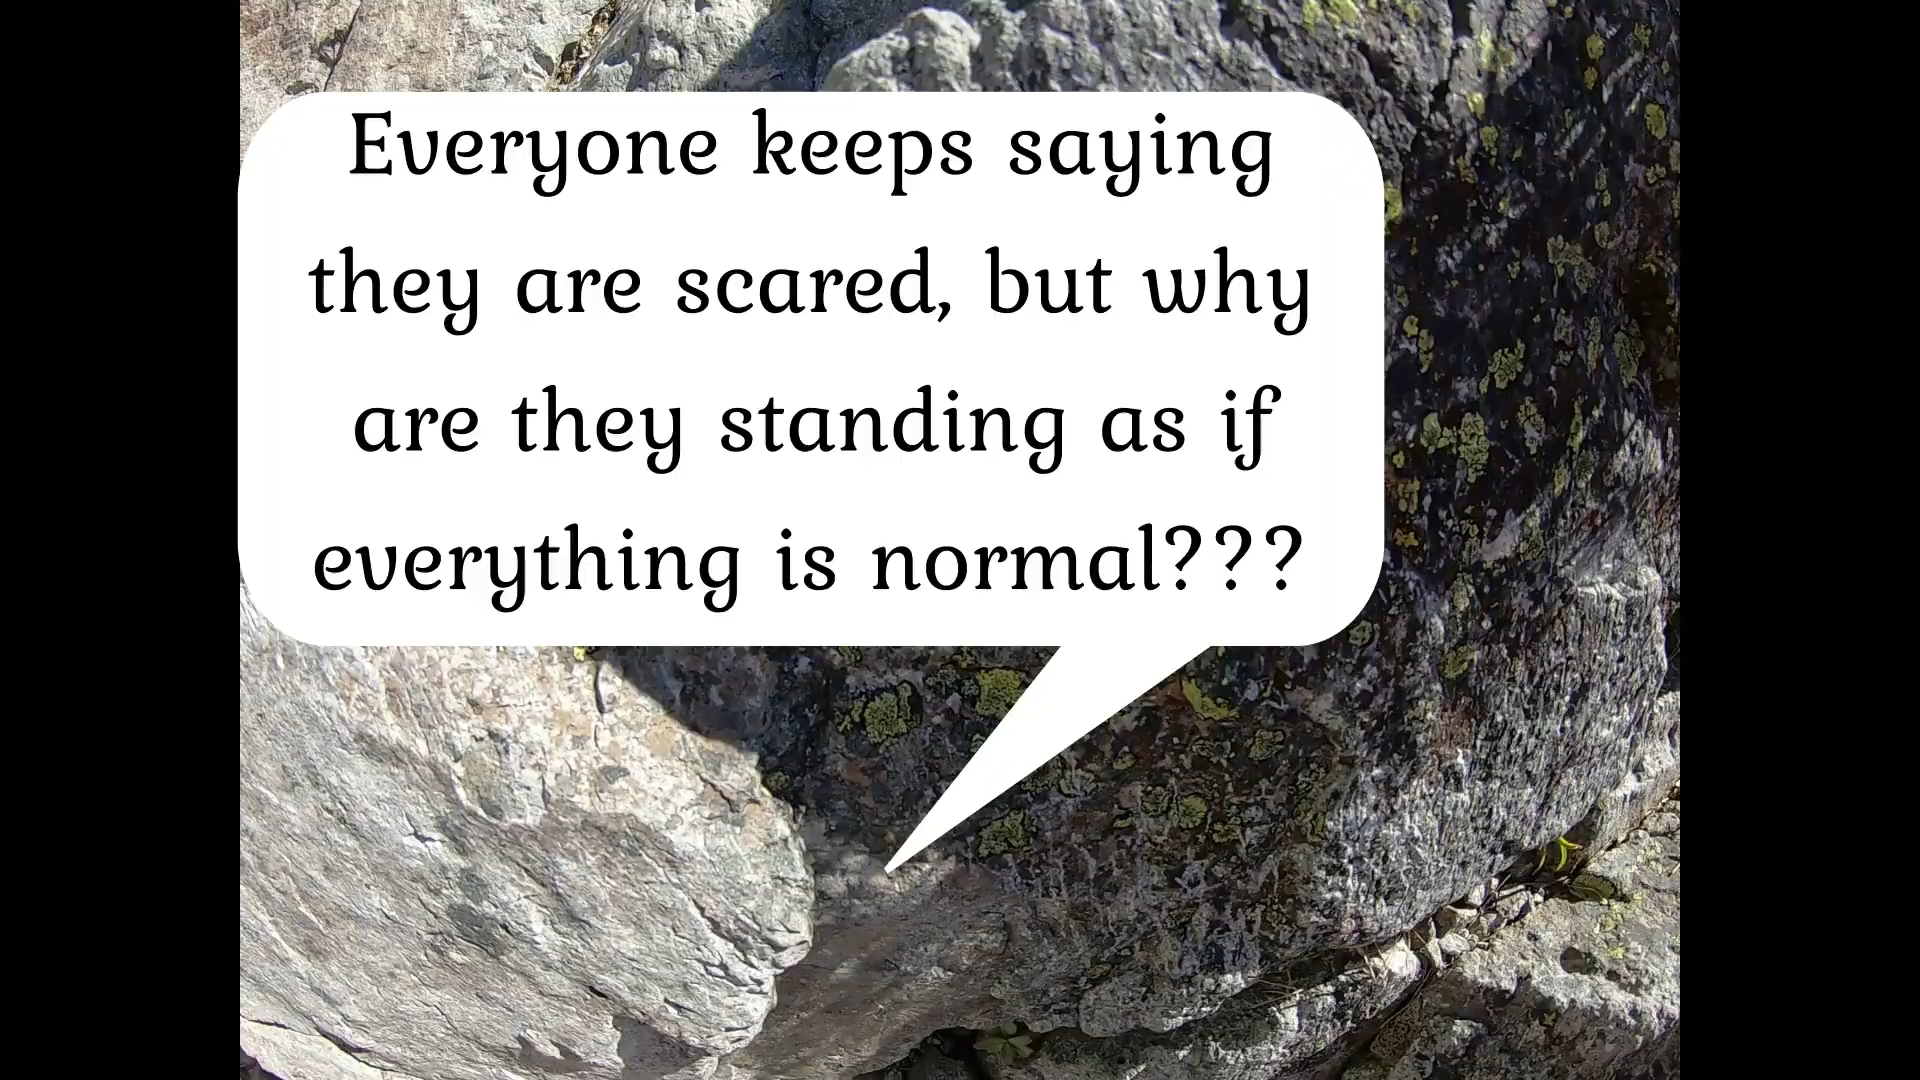 Everyone keeps saying
they are scared, but why
are they standing as if
everything is normal???